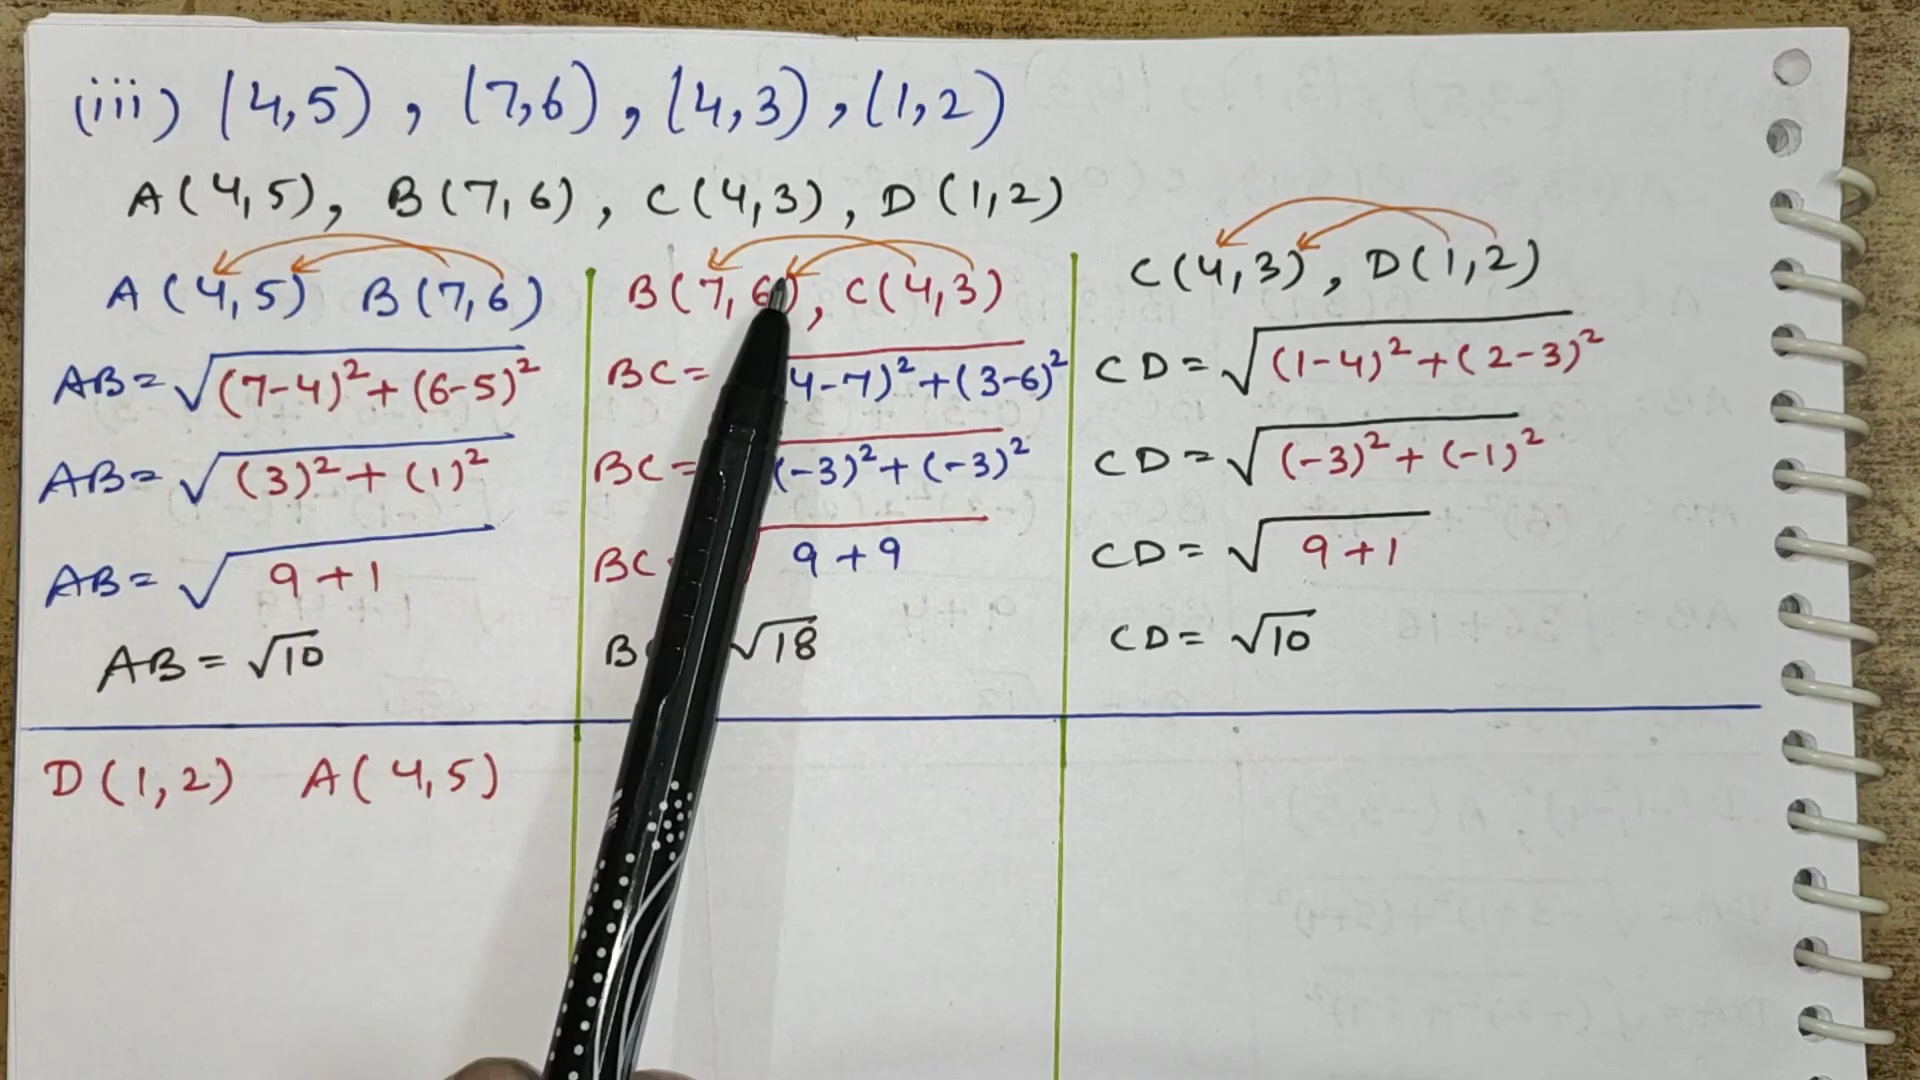 (iii) (4,5), (7,6), (4,3), (1,2)
A(4,5), B(7,6), C(4,3), D(1,2)
A(4,5) B(7,6)
AB = √(7-4)²+(6-5)²
AB = √(3)²+(1)²
AB = √9+1
AB = √10
B(7,6), C(4,3)
BC = 4-7)²+(3-6)²
BC = (-3)²+(-3)²
BC √9+9
B √18
C(4,3), D(1,2)
CD = √(1-4)²+(2-3)²
CD = √(-3)²+(-1)²
CD = √9+1
CD = √10
D(1,2) A(4,5)